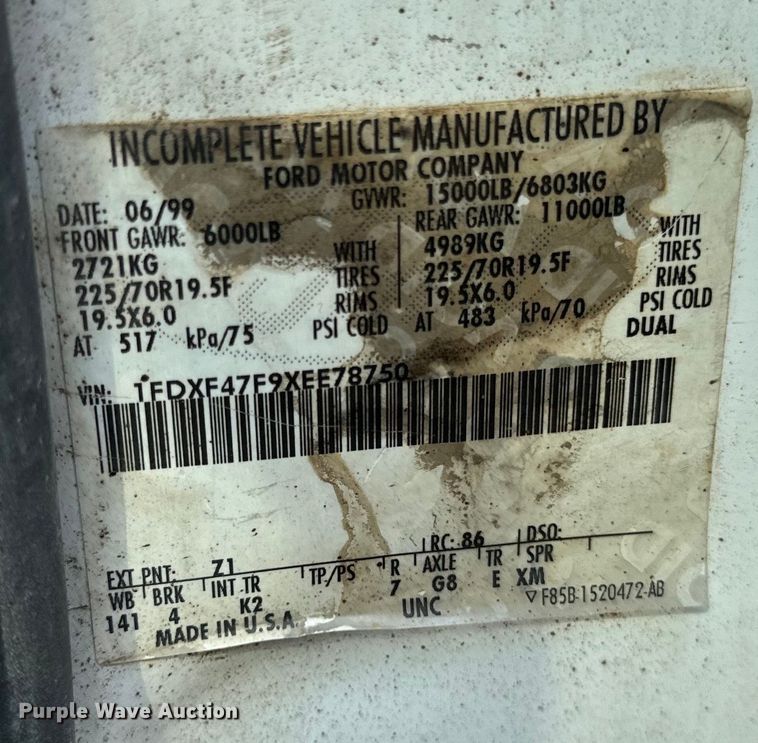 INCOMPLETE VEHICLE MANUFACTURED BY
FORD MOTOR COMPANY
DATE: 06/99 GVWR: 15000LB/6803KG
FRONT GAWR: 6000LB REAR GAWR: 11000LB
2721KG WITH 4989KG WITH
225/70R19.5F TIRES 225/70R19.5F TIRES
19.5X6.0 RIMS 19.5X6.0 RIMS
AT 517 kPa/75 PSI COLD AT 483 kPa/70 PSI COLD
DUAL
VIN: 1FDXF47F9XEE78750
EXT PNT: Z1 RC: 86 DSO:
WB BRK INT TR TP/PS R AXLE TR SPR
141 4 K2 7 G8 E XM
MADE IN U.S.A. UNC ▽F85B-1520472-AB
Purple Wave Auction